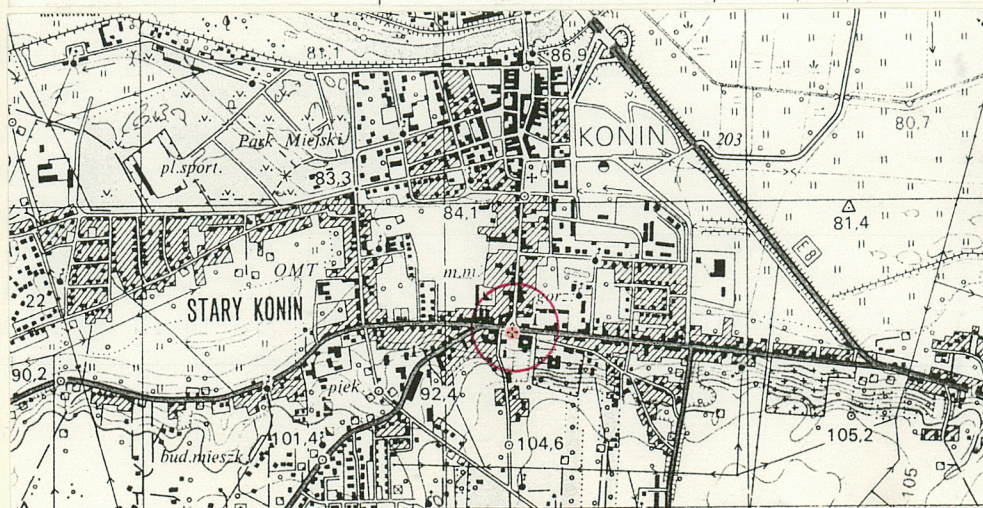 81,1
86,9
Park Miejski
KONIN
203
80,7
pl.sport.
83,3
84,1
81,4
OMT
m.m.
E 8
22
STARY KONIN
90,2
piek.
92,4
101,4
104,6
105,2
bud.mieszk.
105